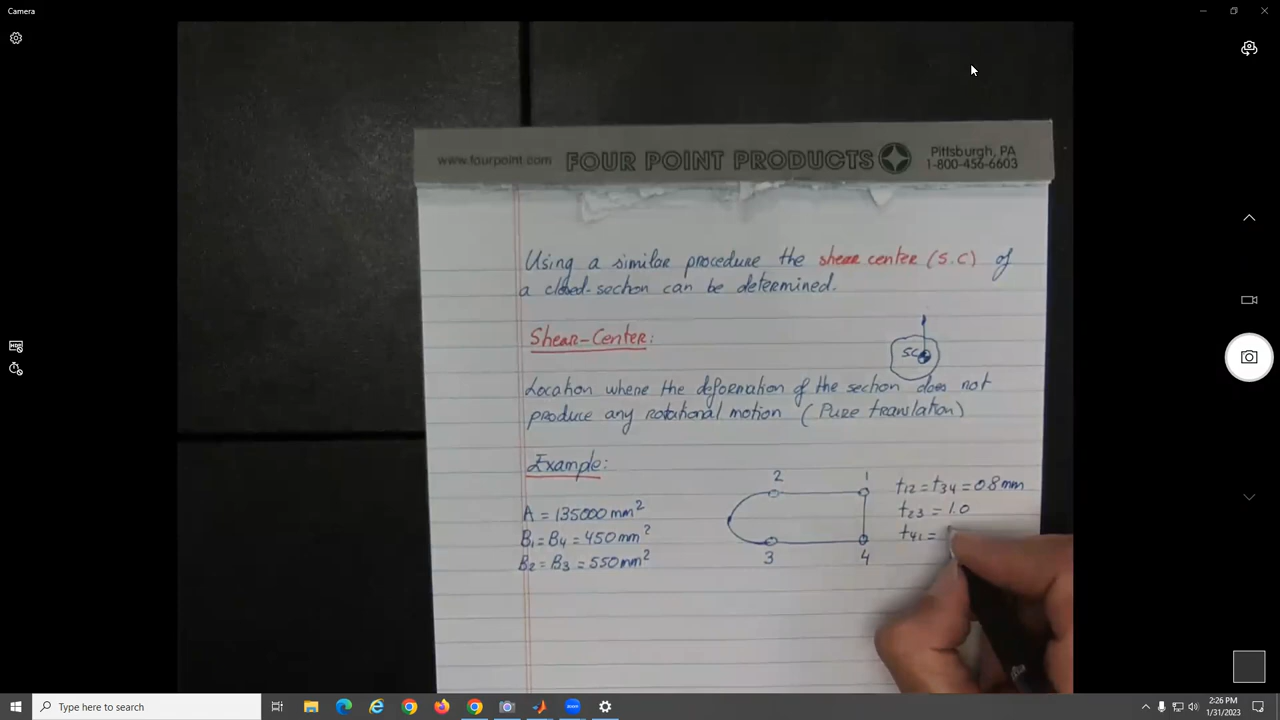 Camera
www.fourpoint.com FOUR POINT PRODUCTS Pittsburgh, PA
1-800-456-6603
Using a similar procedure the shear center (S.C) of
a closed-section can be determined.
Shear-Center:
SC
Location where the deformation of the section does not
produce any rotational motion (Pure translation)
Example:
A = 135000 mm²
B₁ = B₄ = 450 mm²
B₂ = B₃ = 550 mm²
2 1
3 4
t₁₂ = t₃₄ = 0.8 mm
t₂₃ = 1.0
t₄₁ =
Type here to search
zoom
2:26 PM
1/31/2023